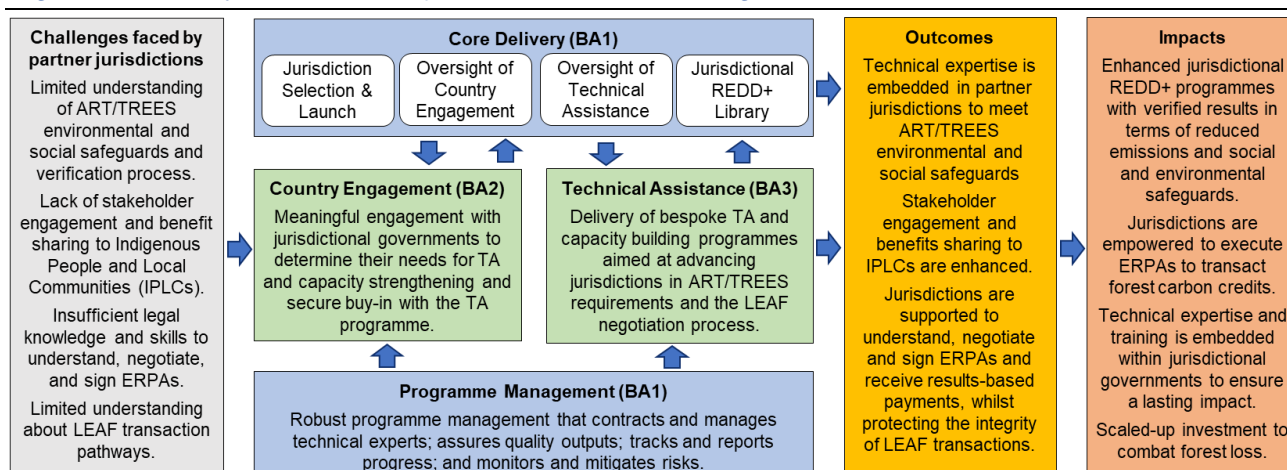 Challenges faced by
partner jurisdictions
Limited understanding
of ART/TREES
environmental and
social safeguards and
verification process.
Lack of stakeholder
engagement and benefit
sharing to Indigenous
People and Local
Communities (IPLCs).
Insufficient legal
knowledge and skills to
understand, negotiate,
and sign ERPAs.
Limited understanding
about LEAF transaction
pathways.
Core Delivery (BA1)
Jurisdiction
Selection &
Launch
Oversight of
Country
Engagement
Oversight of
Technical
Assistance
Jurisdictional
REDD+
Library
Country Engagement (BA2)
Meaningful engagement with
jurisdictional governments to
determine their needs for TA
and capacity strengthening and
secure buy-in with the TA
programme.
Technical Assistance (BA3)
Delivery of bespoke TA and
capacity building programmes
aimed at advancing
jurisdictions in ART/TREES
requirements and the LEAF
negotiation process.
Programme Management (BA1)
Robust programme management that contracts and manages
technical experts; assures quality outputs; tracks and reports
progress; and monitors and mitigates risks.
Outcomes
Technical expertise is
embedded in partner
jurisdictions to meet
ART/TREES
environmental and
social safeguards
Stakeholder
engagement and
benefits sharing to
IPLCs are enhanced.
Jurisdictions are
supported to
understand, negotiate
and sign ERPAs and
receive results-based
payments, whilst
protecting the integrity
of LEAF transactions.
Impacts
Enhanced jurisdictional
REDD+ programmes
with verified results in
terms of reduced
emissions and social
and environmental
safeguards.
Jurisdictions are
empowered to execute
ERPAs to transact
forest carbon credits.
Technical expertise and
training is embedded
within jurisdictional
governments to ensure
a lasting impact.
Scaled-up investment to
combat forest loss.